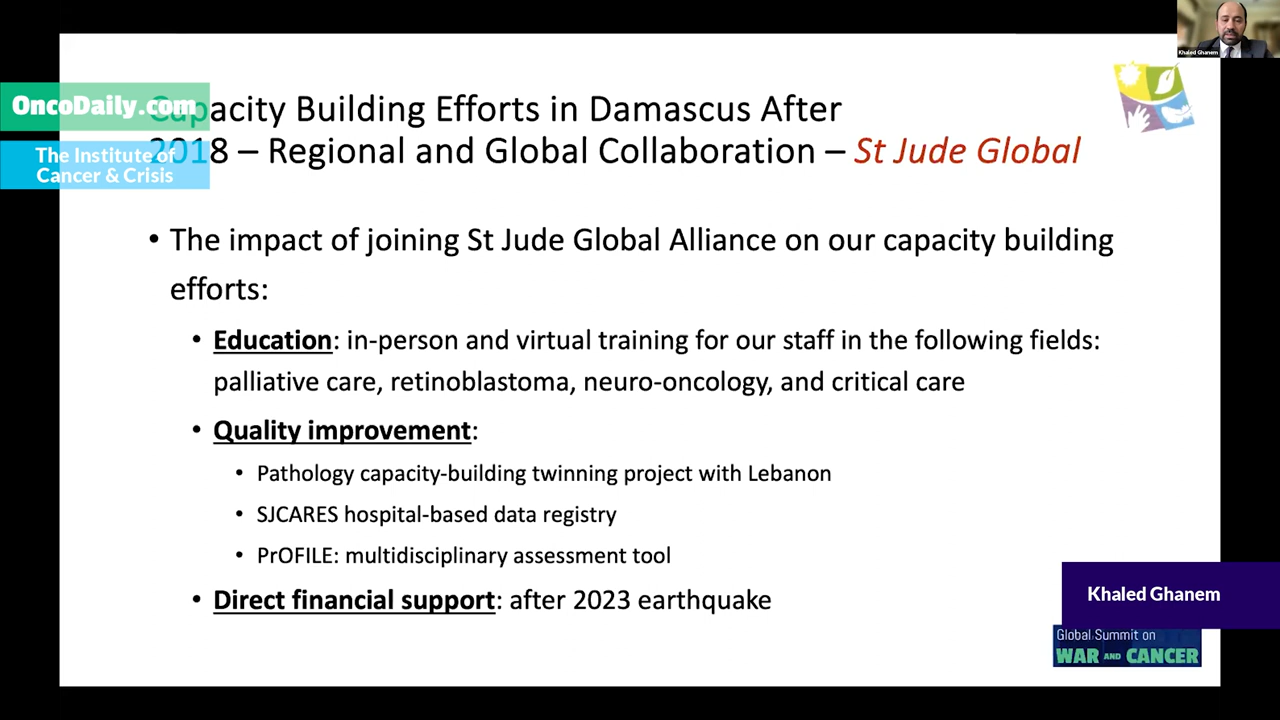 Khaled Ghanem
OncoDaily.com
The Institute of
Cancer & Crisis
Capacity Building Efforts in Damascus After
2018 – Regional and Global Collaboration – St Jude Global
• The impact of joining St Jude Global Alliance on our capacity building
efforts:
• Education: in-person and virtual training for our staff in the following fields:
palliative care, retinoblastoma, neuro-oncology, and critical care
• Quality improvement:
• Pathology capacity-building twinning project with Lebanon
• SJCARES hospital-based data registry
• PrOFILE: multidisciplinary assessment tool
• Direct financial support: after 2023 earthquake
Khaled Ghanem
Global Summit on
WAR AND CANCER